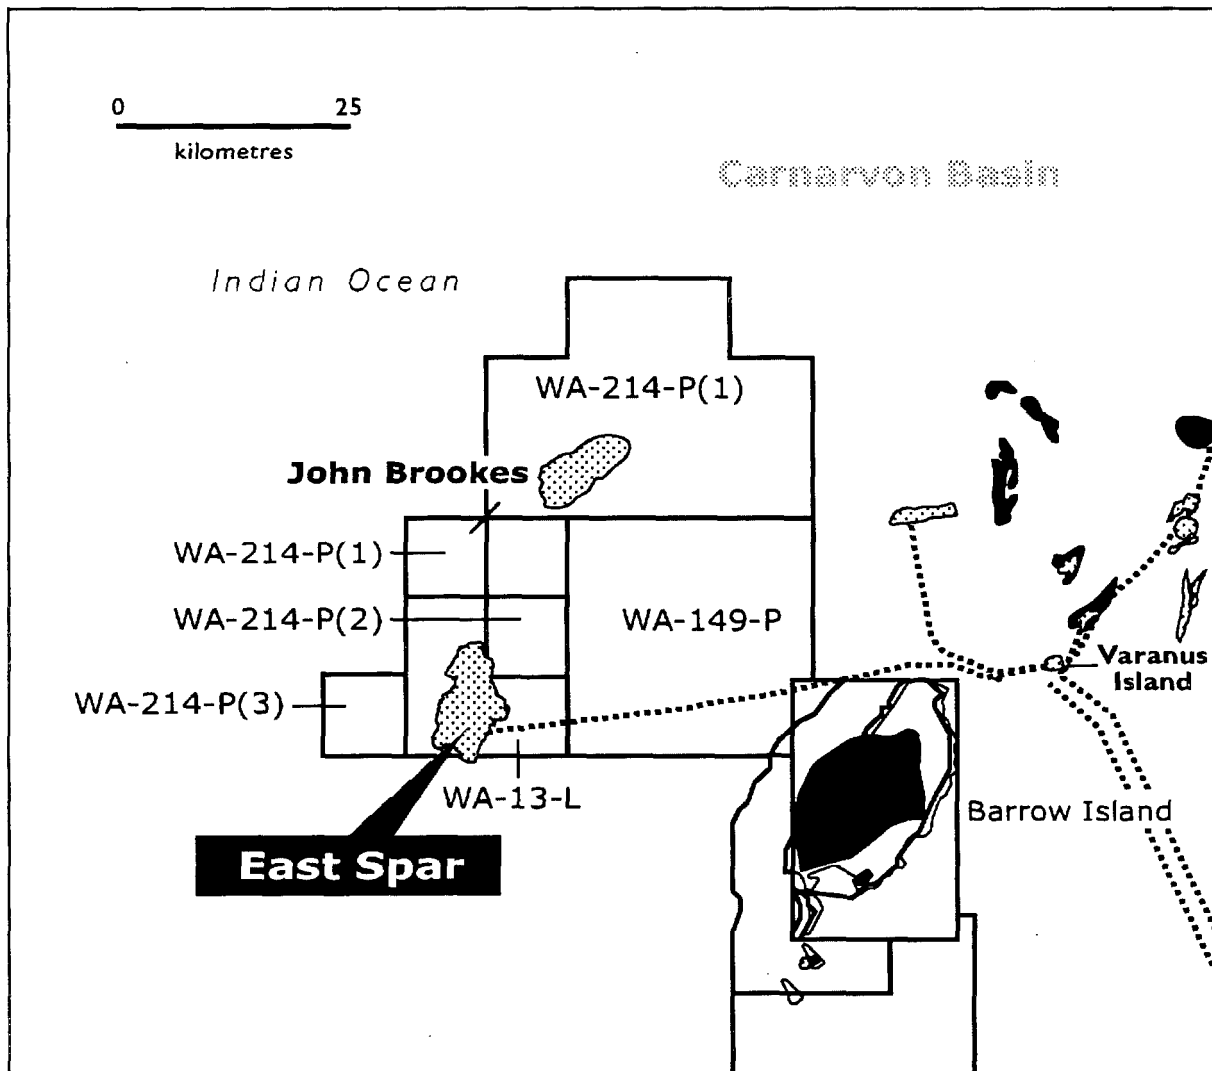 0 25
kilometres
Carnarvon Basin
Indian Ocean
WA-214-P(1)
John Brookes
WA-214-P(1)
WA-214-P(2)
WA-149-P
Varanus
Island
WA-214-P(3)
WA-13-L
Barrow Island
East Spar